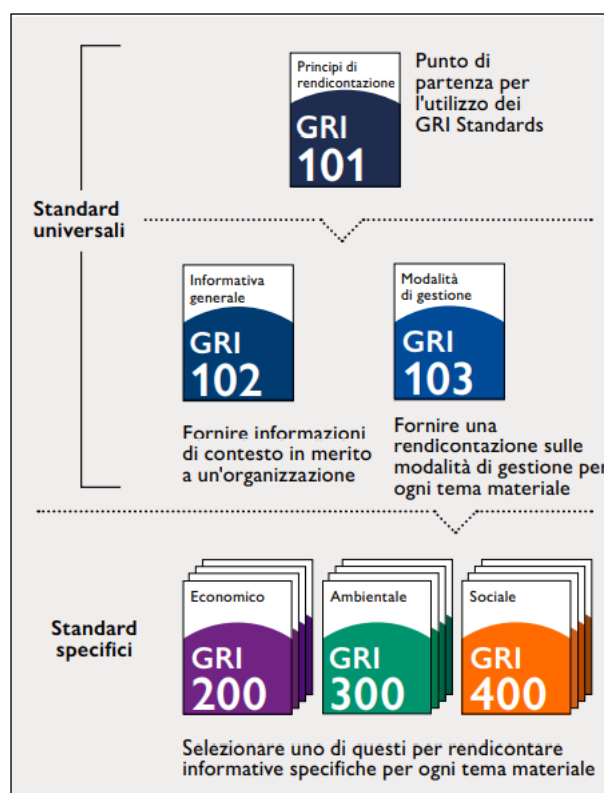 Principi di
rendicontazione
GRI
101
Punto di
partenza per
l'utilizzo dei
GRI Standards
Standard
universali
Informativa
generale
GRI
102
Modalità
di gestione
GRI
103
Fornire informazioni
di contesto in merito
a un'organizzazione
Fornire una
rendicontazione sulle
modalità di gestione per
ogni tema materiale
Standard
specifici
Economico
GRI
200
Ambientale
GRI
300
Sociale
GRI
400
Selezionare uno di questi per rendicontare
informative specifiche per ogni tema materiale